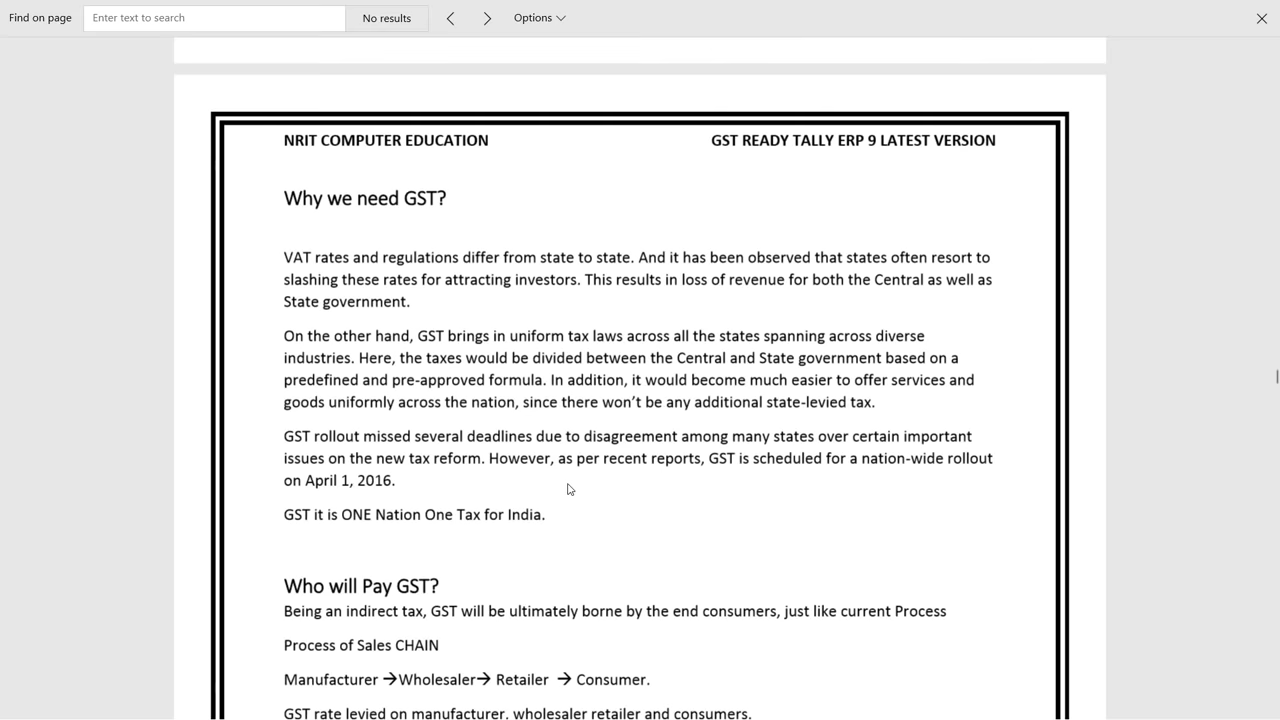 Find on page Enter text to search No results Options
NRIT COMPUTER EDUCATION GST READY TALLY ERP 9 LATEST VERSION
Why we need GST?
VAT rates and regulations differ from state to state. And it has been observed that states often resort to
slashing these rates for attracting investors. This results in loss of revenue for both the Central as well as
State government.
On the other hand, GST brings in uniform tax laws across all the states spanning across diverse
industries. Here, the taxes would be divided between the Central and State government based on a
predefined and pre-approved formula. In addition, it would become much easier to offer services and
goods uniformly across the nation, since there won’t be any additional state-levied tax.
GST rollout missed several deadlines due to disagreement among many states over certain important
issues on the new tax reform. However, as per recent reports, GST is scheduled for a nation-wide rollout
on April 1, 2016.
GST it is ONE Nation One Tax for India.
Who will Pay GST?
Being an indirect tax, GST will be ultimately borne by the end consumers, just like current Process
Process of Sales CHAIN
Manufacturer →Wholesaler→ Retailer → Consumer.
GST rate levied on manufacturer, wholesaler retailer and consumers.